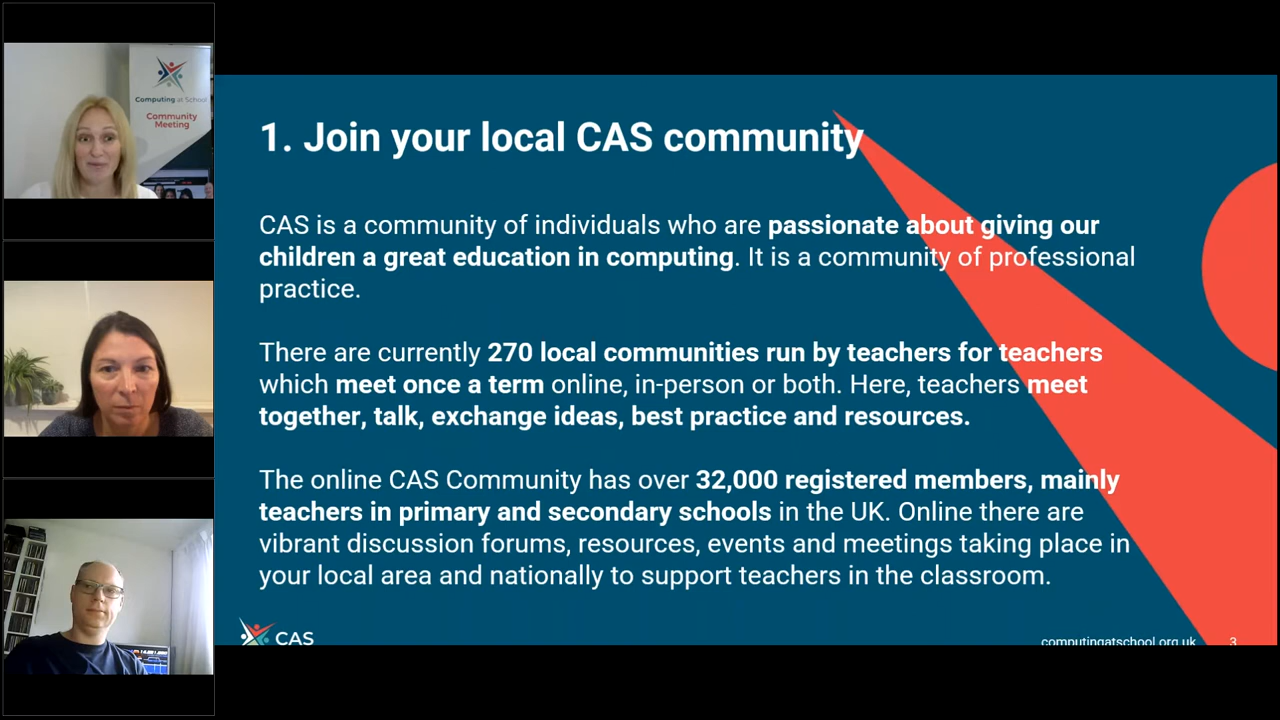 Computing at School
Community
Meeting
1. Join your local CAS community
CAS is a community of individuals who are passionate about giving our
children a great education in computing. It is a community of professional
practice.
There are currently 270 local communities run by teachers for teachers
which meet once a term online, in-person or both. Here, teachers meet
together, talk, exchange ideas, best practice and resources.
The online CAS Community has over 32,000 registered members, mainly
teachers in primary and secondary schools in the UK. Online there are
vibrant discussion forums, resources, events and meetings taking place in
your local area and nationally to support teachers in the classroom.
CAS
computingatschool.org.uk
3